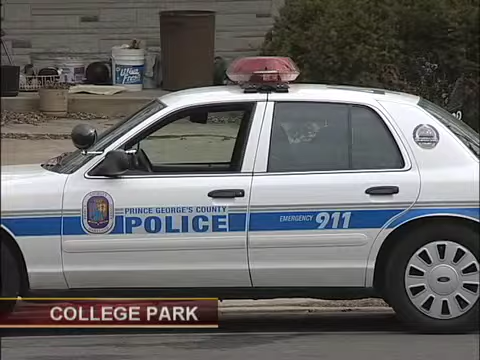 PRINCE GEORGE'S COUNTY
POLICE
EMERGENCY 911
COLLEGE PARK